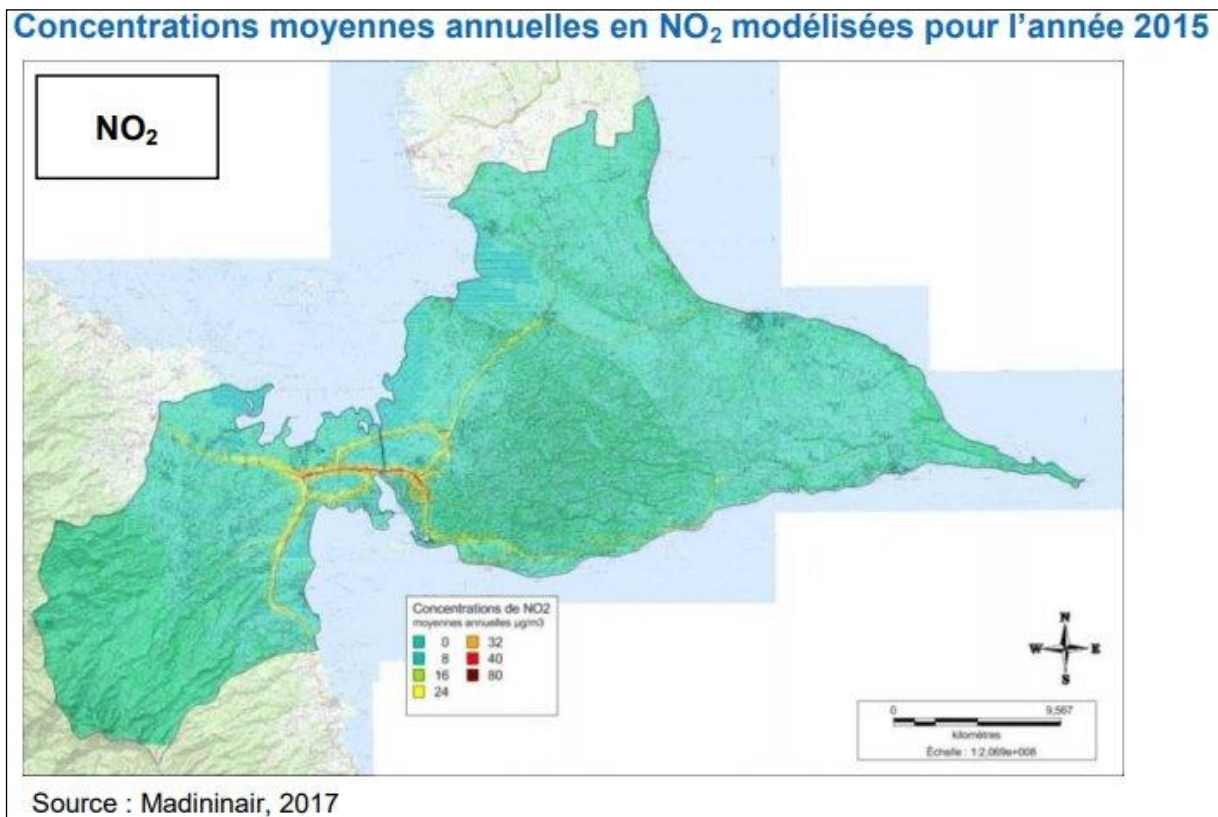 Concentrations moyennes annuelles en NO₂ modélisées pour l'année 2015
NO₂
Concentrations de NO2
moyennes annuelles µg/m3
0 32
8 40
16 80
24
N
W E
S
0 9,567
kilomètres
Échelle : 1:2,069e+008
Source : Madininair, 2017